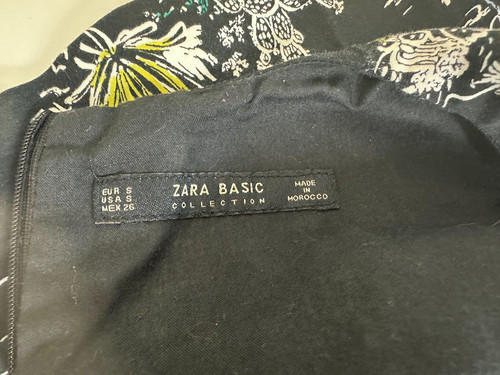 EUR S
USA S
MEX 26
ZARA BASIC
COLLECTION
MADE
IN
MOROCCO